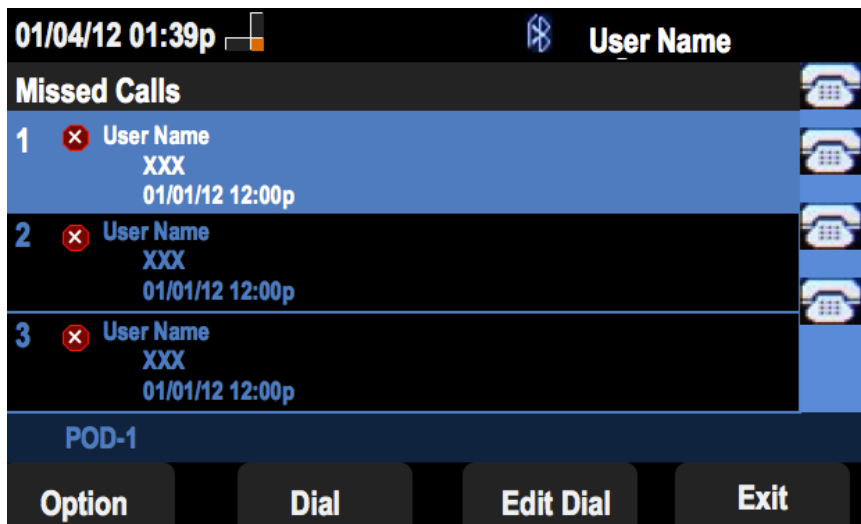 01/04/12 01:39p User Name
Missed Calls
1 User Name
XXX
01/01/12 12:00p
2 User Name
XXX
01/01/12 12:00p
3 User Name
XXX
01/01/12 12:00p
POD-1
Option Dial Edit Dial Exit